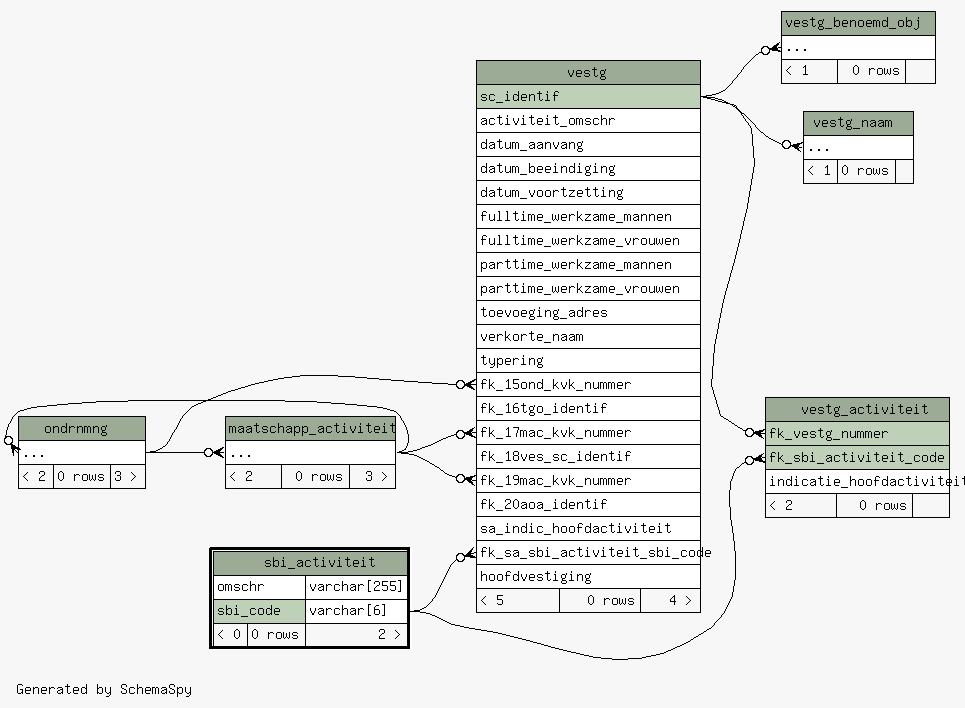 vestg_benoemd_obj
...
< 1 0 rows
vestg
sc_identif
activiteit_omschr
datum_aanvang
datum_beeindiging
datum_voortzetting
fulltime_werkzame_mannen
fulltime_werkzame_vrouwen
parttime_werkzame_mannen
parttime_werkzame_vrouwen
toevoeging_adres
verkorte_naam
typering
fk_15ond_kvk_nummer
fk_16tgo_identif
fk_17mac_kvk_nummer
fk_18ves_sc_identif
fk_19mac_kvk_nummer
fk_20aoa_identif
sa_indic_hoofdactiviteit
fk_sa_sbi_activiteit_sbi_code
hoofdvestiging
< 5 0 rows 4 >
vestg_naam
...
< 1 0 rows
ondrnmng
...
< 2 0 rows 3 >
maatschapp_activiteit
...
< 2 0 rows 3 >
vestg_activiteit
fk_vestg_nummer
fk_sbi_activiteit_code
indicatie_hoofdactiviteit
< 2 0 rows
sbi_activiteit
omschr varchar[255]
sbi_code varchar[6]
< 0 0 rows 2 >
Generated by SchemaSpy